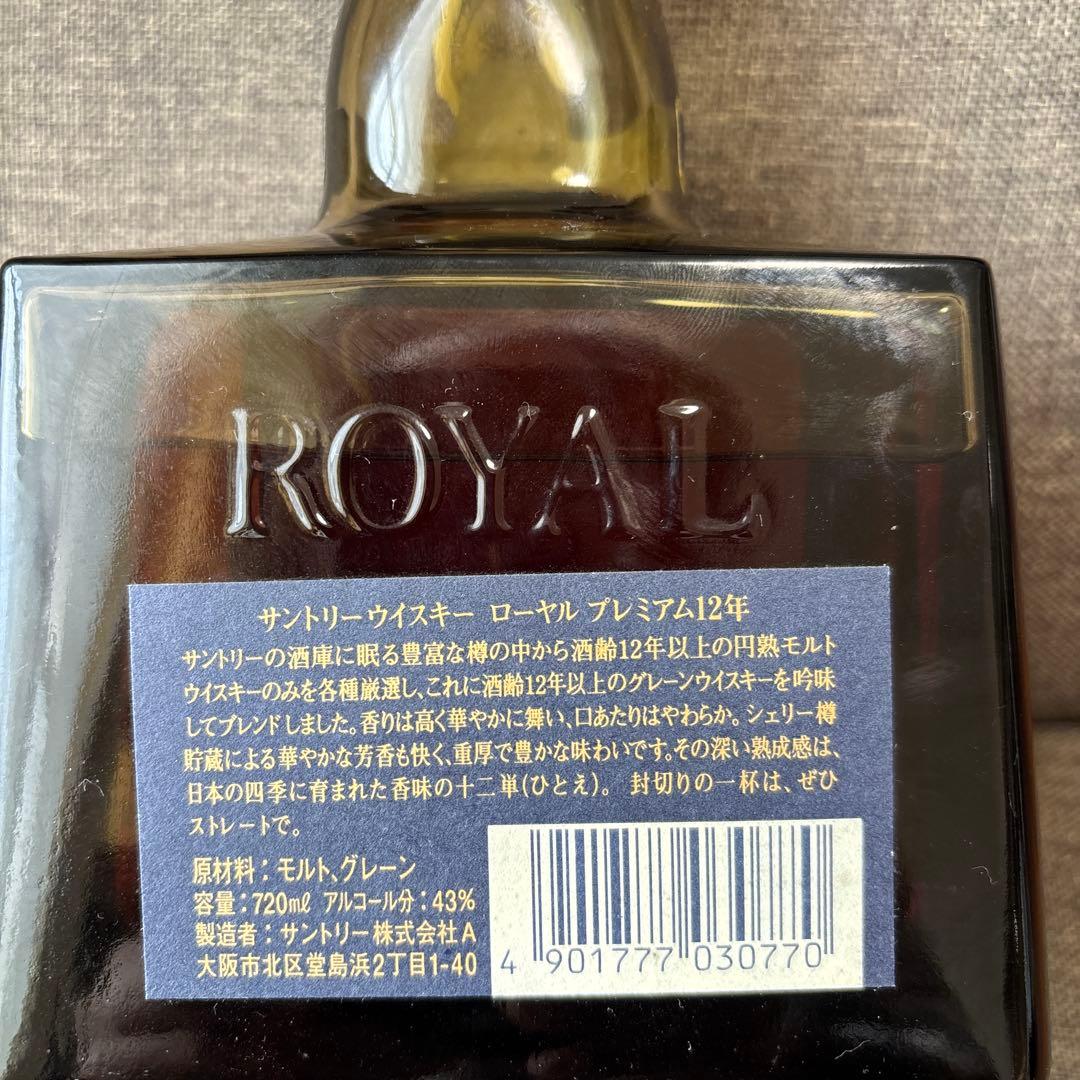 ROYAL
サントリーウイスキー ローヤル プレミアム12年
サントリーの酒庫に眠る豊富な樽の中から酒齢12年以上の円熟モルト
ウイスキーのみを各種厳選し、これに酒齢12年以上のグレーンウイスキーを吟味
してブレンドしました。香りは高く華やかに舞い、口あたりはやわらか。シェリー樽
貯蔵による華やかな芳香も快く、重厚で豊かな味わいです。その深い熟成感は、
日本の四季に育まれた香味の十二単(ひとえ)。 封切りの一杯は、ぜひ
ストレートで。
原材料：モルト、グレーン
容量：720mℓ アルコール分：43%
製造者：サントリー株式会社A
大阪市北区堂島浜2丁目1-40
4 901777 030770